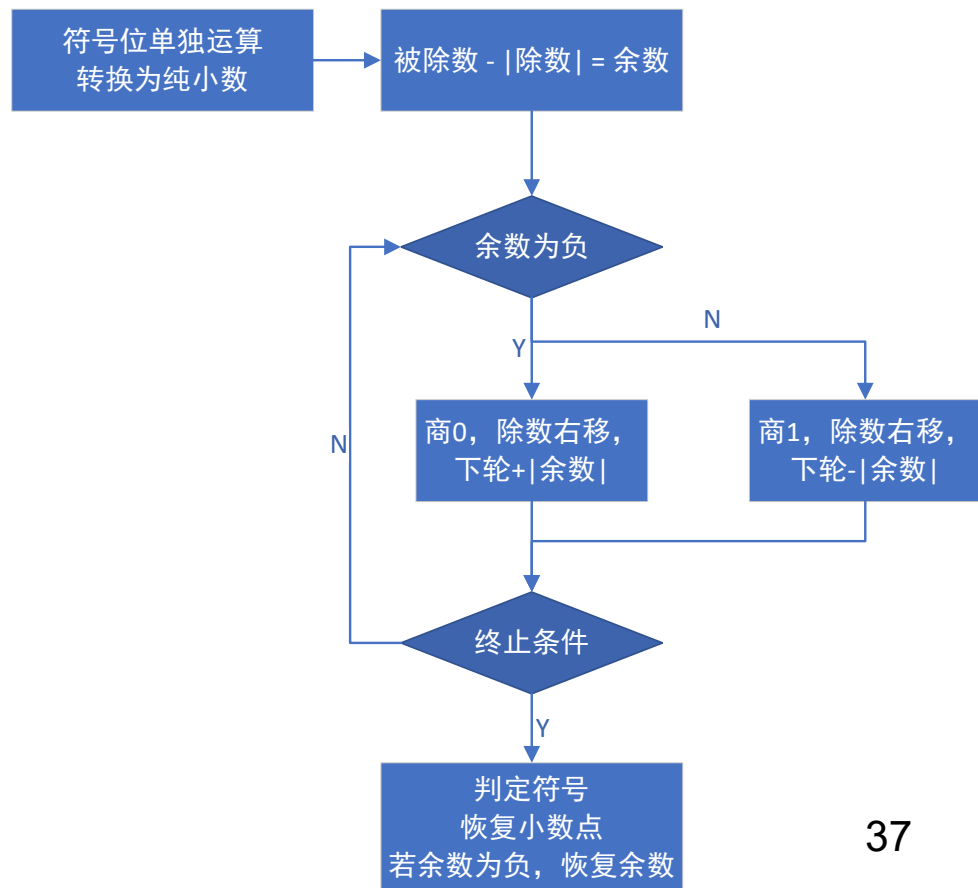 符号位单独运算
转换为纯小数
被除数 - |除数| = 余数
余数为负
N
Y
商0，除数右移，
下轮+|余数|
商1，除数右移，
下轮-|余数|
N
终止条件
Y
判定符号
恢复小数点
若余数为负，恢复余数
37